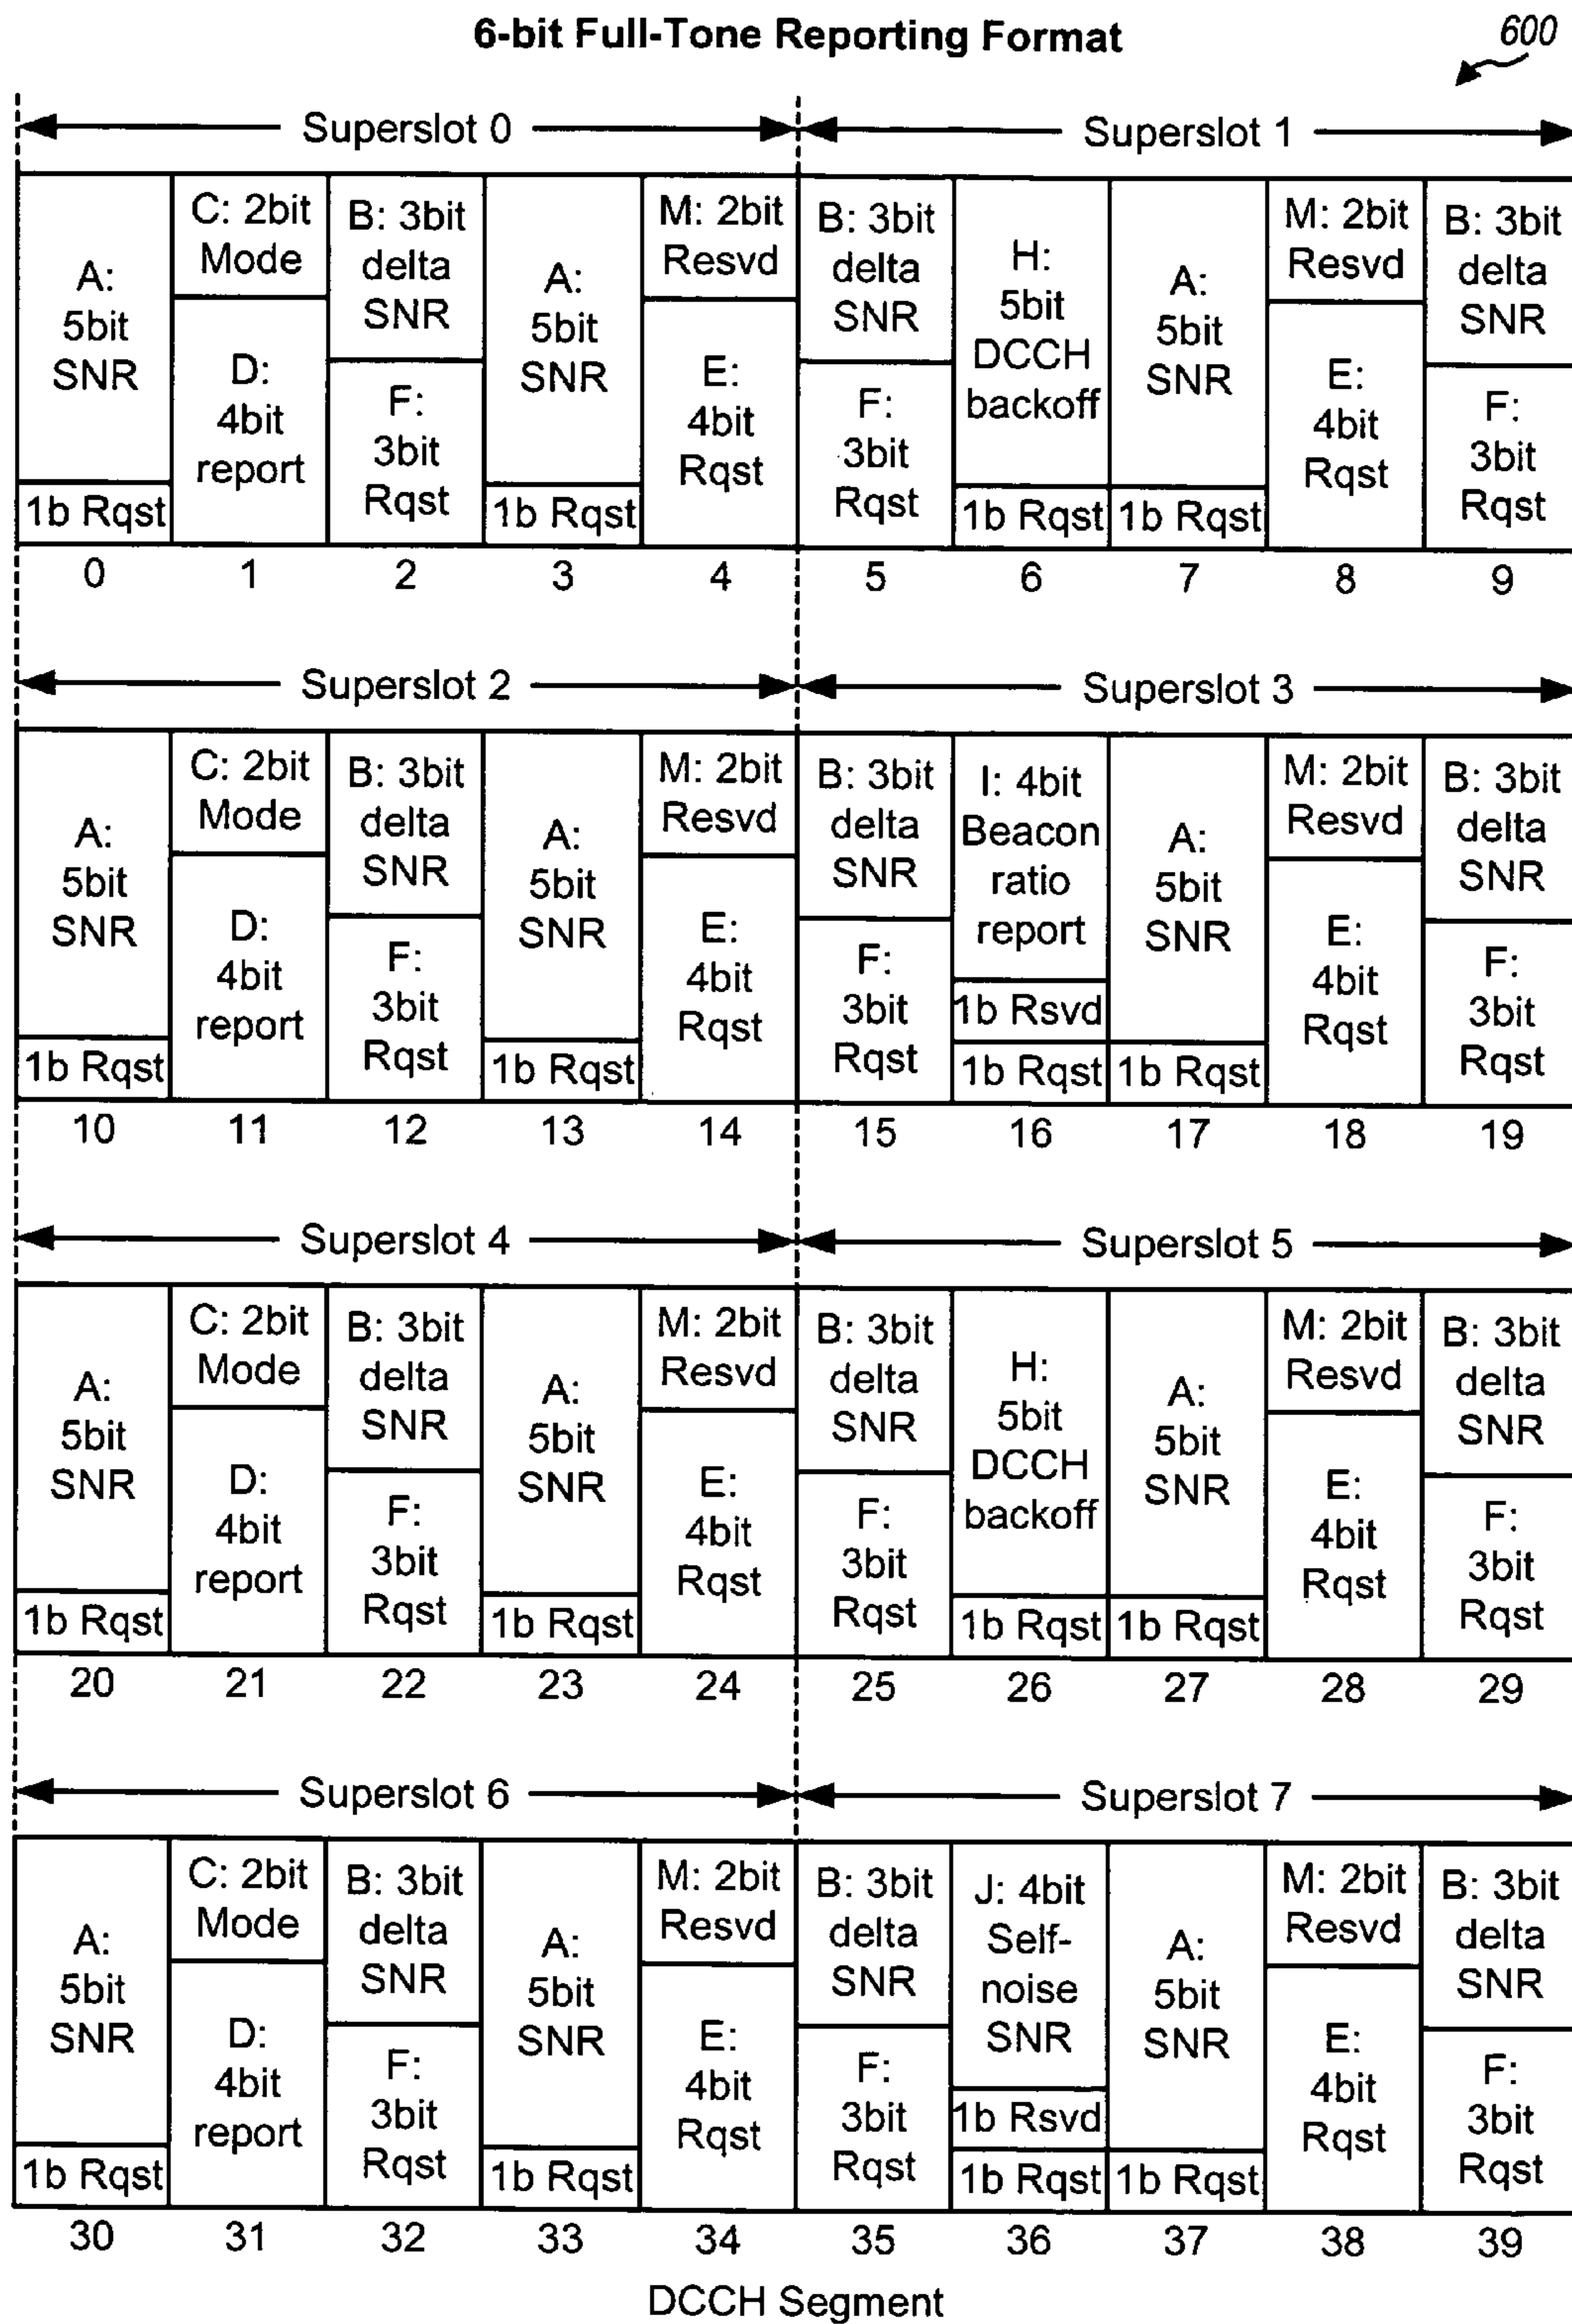 6-bit Full-Tone Reporting Format
600
Superslot 0
Superslot 1
A:
5bit
SNR
1b Rqst
C: 2bit
Mode
D:
4bit
report
B: 3bit
delta
SNR
F:
3bit
Rqst
A:
5bit
SNR
1b Rqst
M: 2bit
Resvd
E:
4bit
Rqst
B: 3bit
delta
SNR
F:
3bit
Rqst
H:
5bit
DCCH
backoff
1b Rqst
A:
5bit
SNR
1b Rqst
M: 2bit
Resvd
E:
4bit
Rqst
B: 3bit
delta
SNR
F:
3bit
Rqst
0 1 2 3 4 5 6 7 8 9
Superslot 2
Superslot 3
A:
5bit
SNR
1b Rqst
C: 2bit
Mode
D:
4bit
report
B: 3bit
delta
SNR
F:
3bit
Rqst
A:
5bit
SNR
1b Rqst
M: 2bit
Resvd
E:
4bit
Rqst
B: 3bit
delta
SNR
F:
3bit
Rqst
I: 4bit
Beacon
ratio
report
1b Rsvd
1b Rqst
A:
5bit
SNR
1b Rqst
M: 2bit
Resvd
E:
4bit
Rqst
B: 3bit
delta
SNR
F:
3bit
Rqst
10 11 12 13 14 15 16 17 18 19
Superslot 4
Superslot 5
A:
5bit
SNR
1b Rqst
C: 2bit
Mode
D:
4bit
report
B: 3bit
delta
SNR
F:
3bit
Rqst
A:
5bit
SNR
1b Rqst
M: 2bit
Resvd
E:
4bit
Rqst
B: 3bit
delta
SNR
F:
3bit
Rqst
H:
5bit
DCCH
backoff
1b Rqst
A:
5bit
SNR
1b Rqst
M: 2bit
Resvd
E:
4bit
Rqst
B: 3bit
delta
SNR
F:
3bit
Rqst
20 21 22 23 24 25 26 27 28 29
Superslot 6
Superslot 7
A:
5bit
SNR
1b Rqst
C: 2bit
Mode
D:
4bit
report
B: 3bit
delta
SNR
F:
3bit
Rqst
A:
5bit
SNR
1b Rqst
M: 2bit
Resvd
E:
4bit
Rqst
B: 3bit
delta
SNR
F:
3bit
Rqst
J: 4bit
Self-
noise
SNR
1b Rsvd
1b Rqst
A:
5bit
SNR
1b Rqst
M: 2bit
Resvd
E:
4bit
Rqst
B: 3bit
delta
SNR
F:
3bit
Rqst
30 31 32 33 34 35 36 37 38 39
DCCH Segment